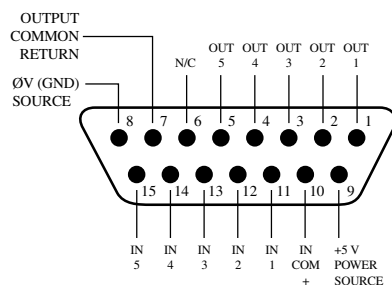 OUTPUT
COMMON
RETURN
ØV (GND)
SOURCE
N/C
OUT
5
OUT
4
OUT
3
OUT
2
OUT
1
8 7 6 5 4 3 2 1
15 14 13 12 11 10 9
IN
5
IN
4
IN
3
IN
2
IN
1
IN
COM
+
+5 V
POWER
SOURCE